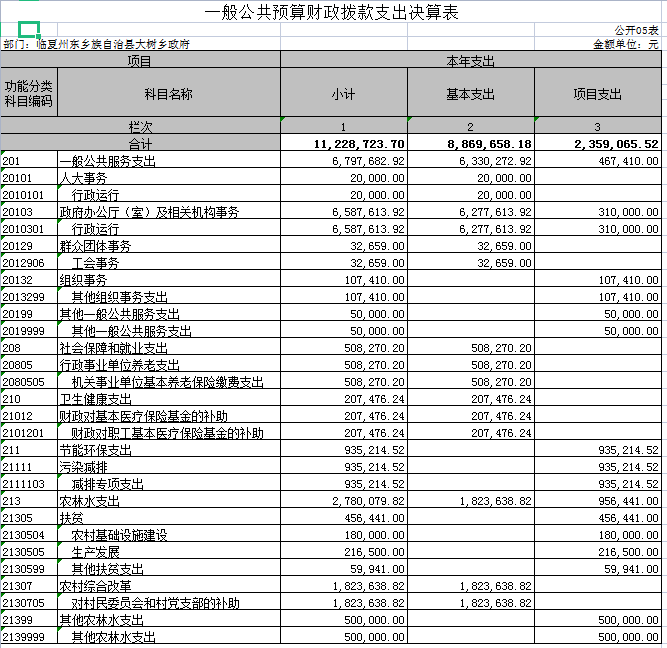 一般公共预算财政拨款支出决算表
公开05表
部门：临夏州东乡族自治县大树乡政府 金额单位：元
项目 本年支出
功能分类科目编码 科目名称 小计 基本支出 项目支出
栏次 1 2 3
合计 11,228,723.70 8,869,658.18 2,359,065.52
201 一般公共服务支出 6,797,682.92 6,330,272.92 467,410.00
20101 人大事务 20,000.00 20,000.00
2010101 行政运行 20,000.00 20,000.00
20103 政府办公厅（室）及相关机构事务 6,587,613.92 6,277,613.92 310,000.00
2010301 行政运行 6,587,613.92 6,277,613.92 310,000.00
20129 群众团体事务 32,659.00 32,659.00
2012906 工会事务 32,659.00 32,659.00
20132 组织事务 107,410.00 107,410.00
2013299 其他组织事务支出 107,410.00 107,410.00
20199 其他一般公共服务支出 50,000.00 50,000.00
2019999 其他一般公共服务支出 50,000.00 50,000.00
208 社会保障和就业支出 508,270.20 508,270.20
20805 行政事业单位养老支出 508,270.20 508,270.20
2080505 机关事业单位基本养老保险缴费支出 508,270.20 508,270.20
210 卫生健康支出 207,476.24 207,476.24
21012 财政对基本医疗保险基金的补助 207,476.24 207,476.24
2101201 财政对职工基本医疗保险基金的补助 207,476.24 207,476.24
211 节能环保支出 935,214.52 935,214.52
21111 污染减排 935,214.52 935,214.52
2111103 减排专项支出 935,214.52 935,214.52
213 农林水支出 2,780,079.82 1,823,638.82 956,441.00
21305 扶贫 456,441.00 456,441.00
2130504 农村基础设施建设 180,000.00 180,000.00
2130505 生产发展 216,500.00 216,500.00
2130599 其他扶贫支出 59,941.00 59,941.00
21307 农村综合改革 1,823,638.82 1,823,638.82
2130705 对村民委员会和村党支部的补助 1,823,638.82 1,823,638.82
21399 其他农林水支出 500,000.00 500,000.00
2139999 其他农林水支出 500,000.00 500,000.00